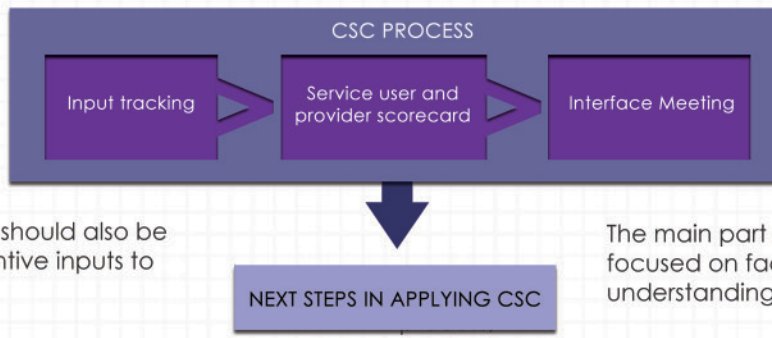 CSC PROCESS
Input tracking
Service user and
provider scorecard
Interface Meeting
should also be
ntive inputs to
The main part
focused on fac
understanding
NEXT STEPS IN APPLYING CSC